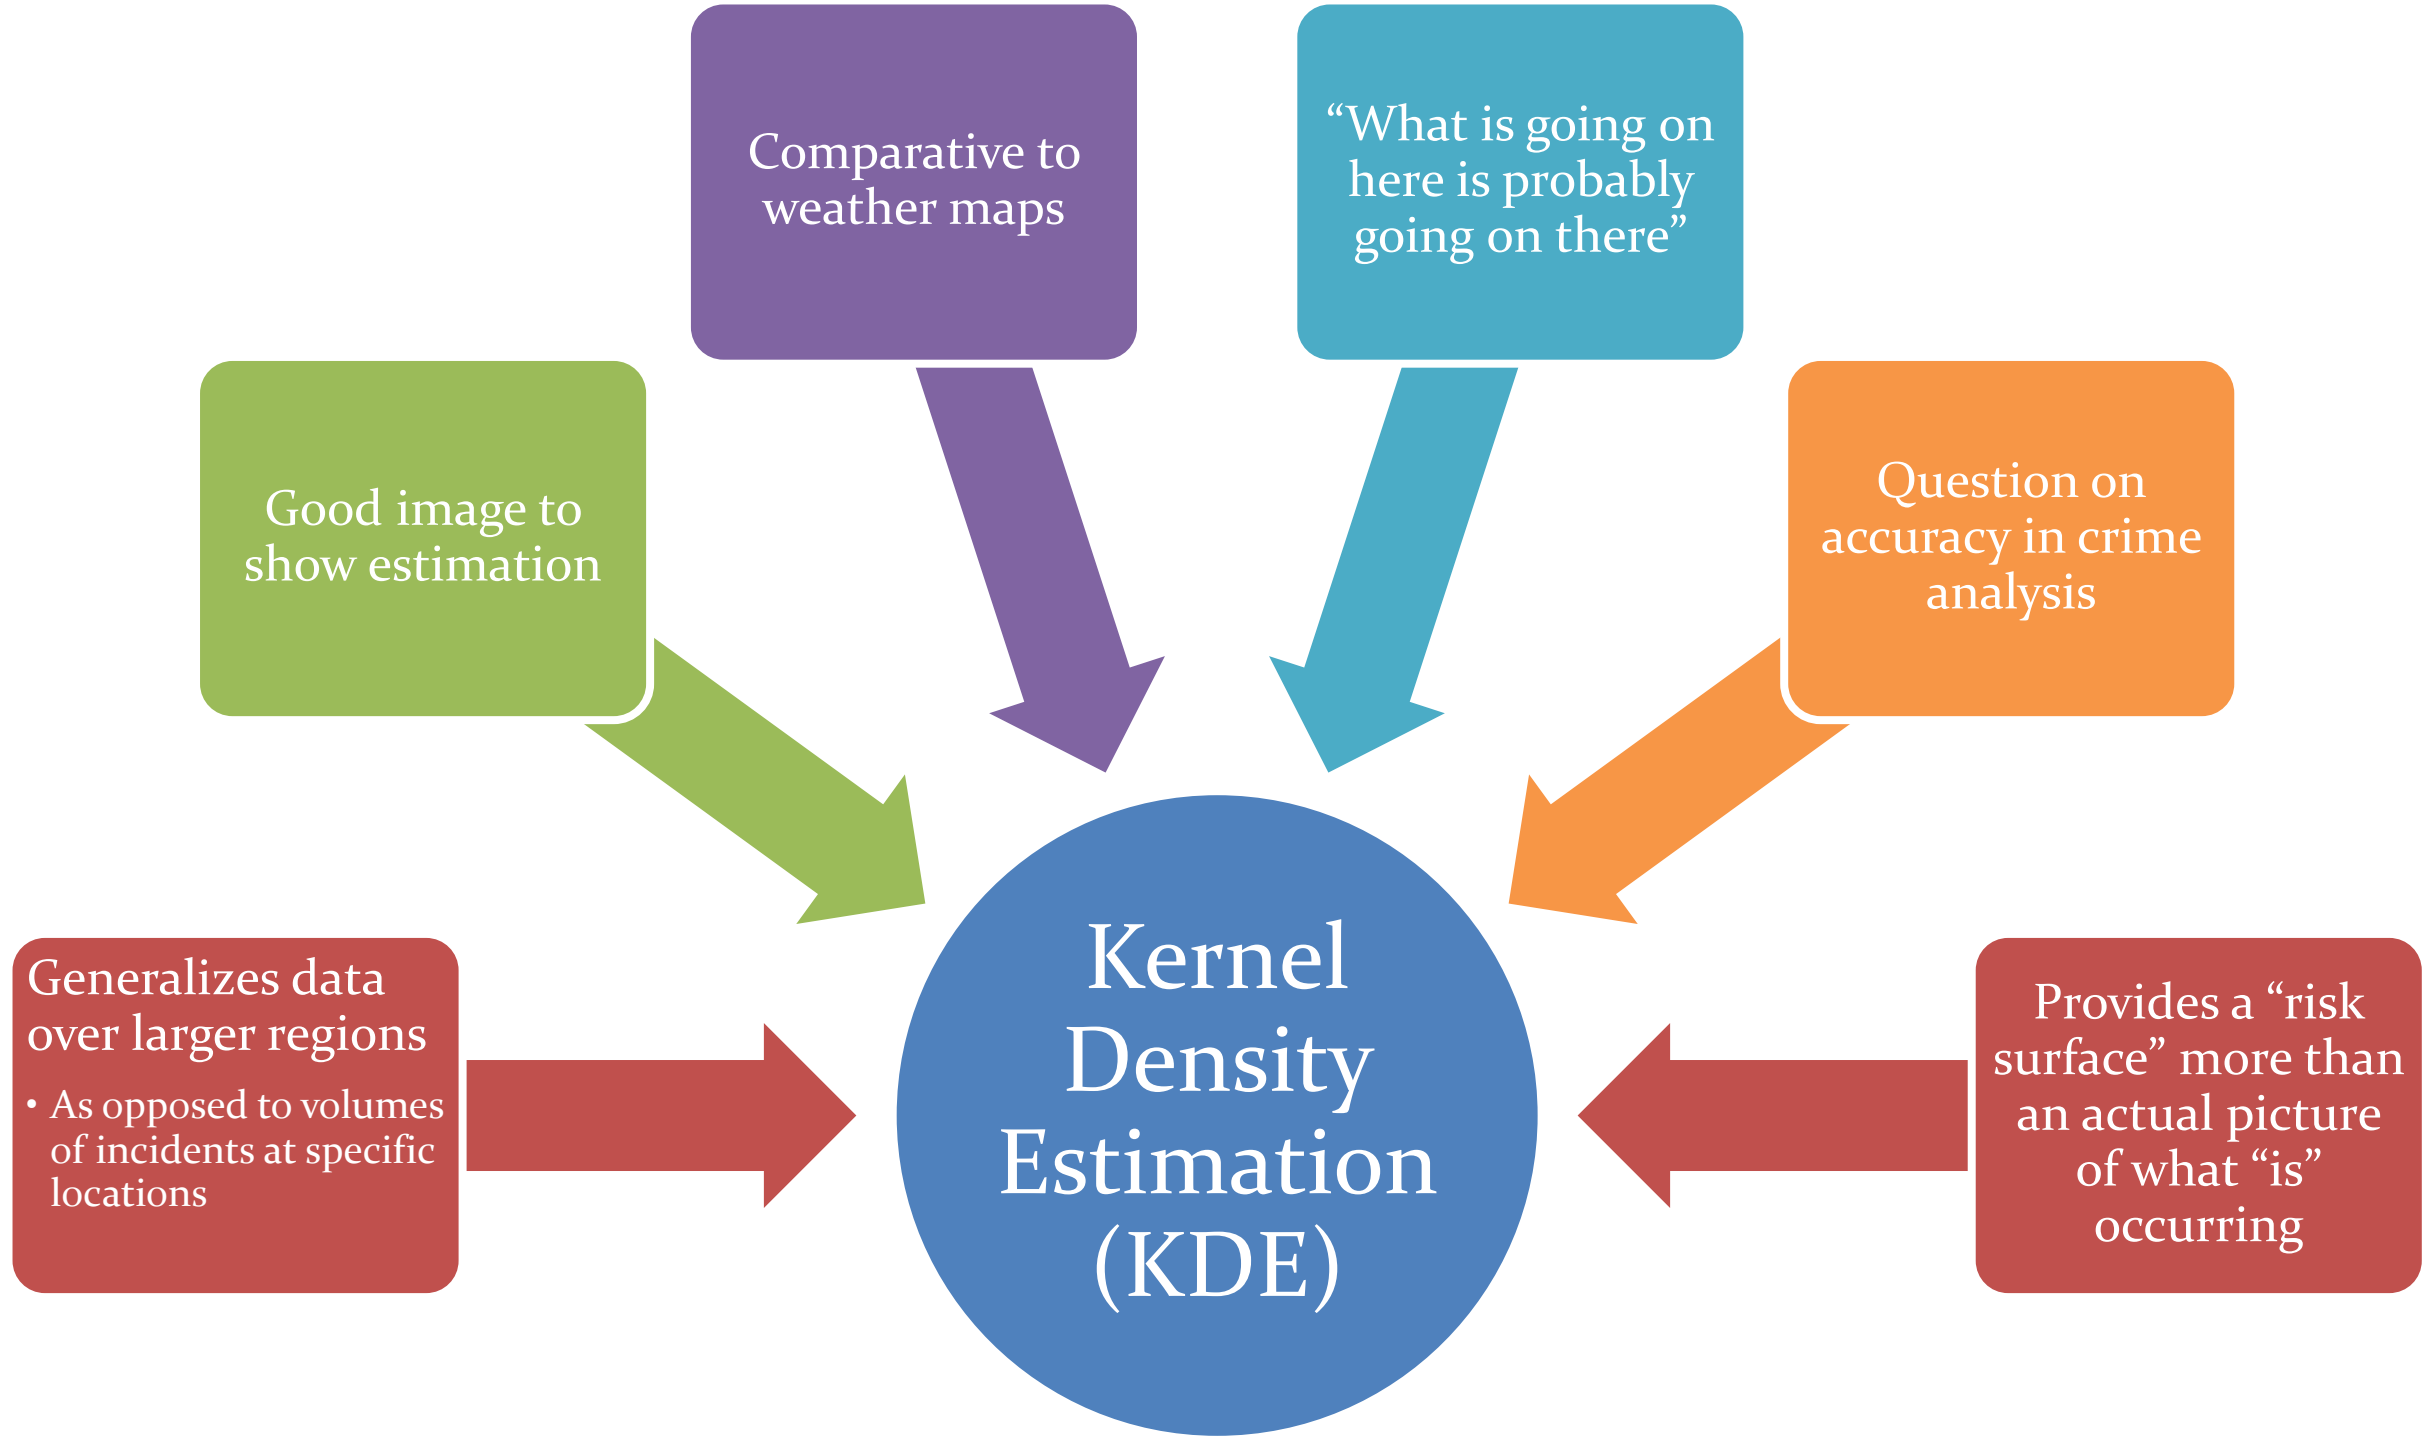 Comparative to
weather maps
“What is going on
here is probably
going on there”
Good image to
show estimation
Question on
accuracy in crime
analysis
Generalizes data
over larger regions
• As opposed to volumes
of incidents at specific
locations
Kernel
Density
Estimation
(KDE)
Provides a “risk
surface” more than
an actual picture
of what “is”
occurring